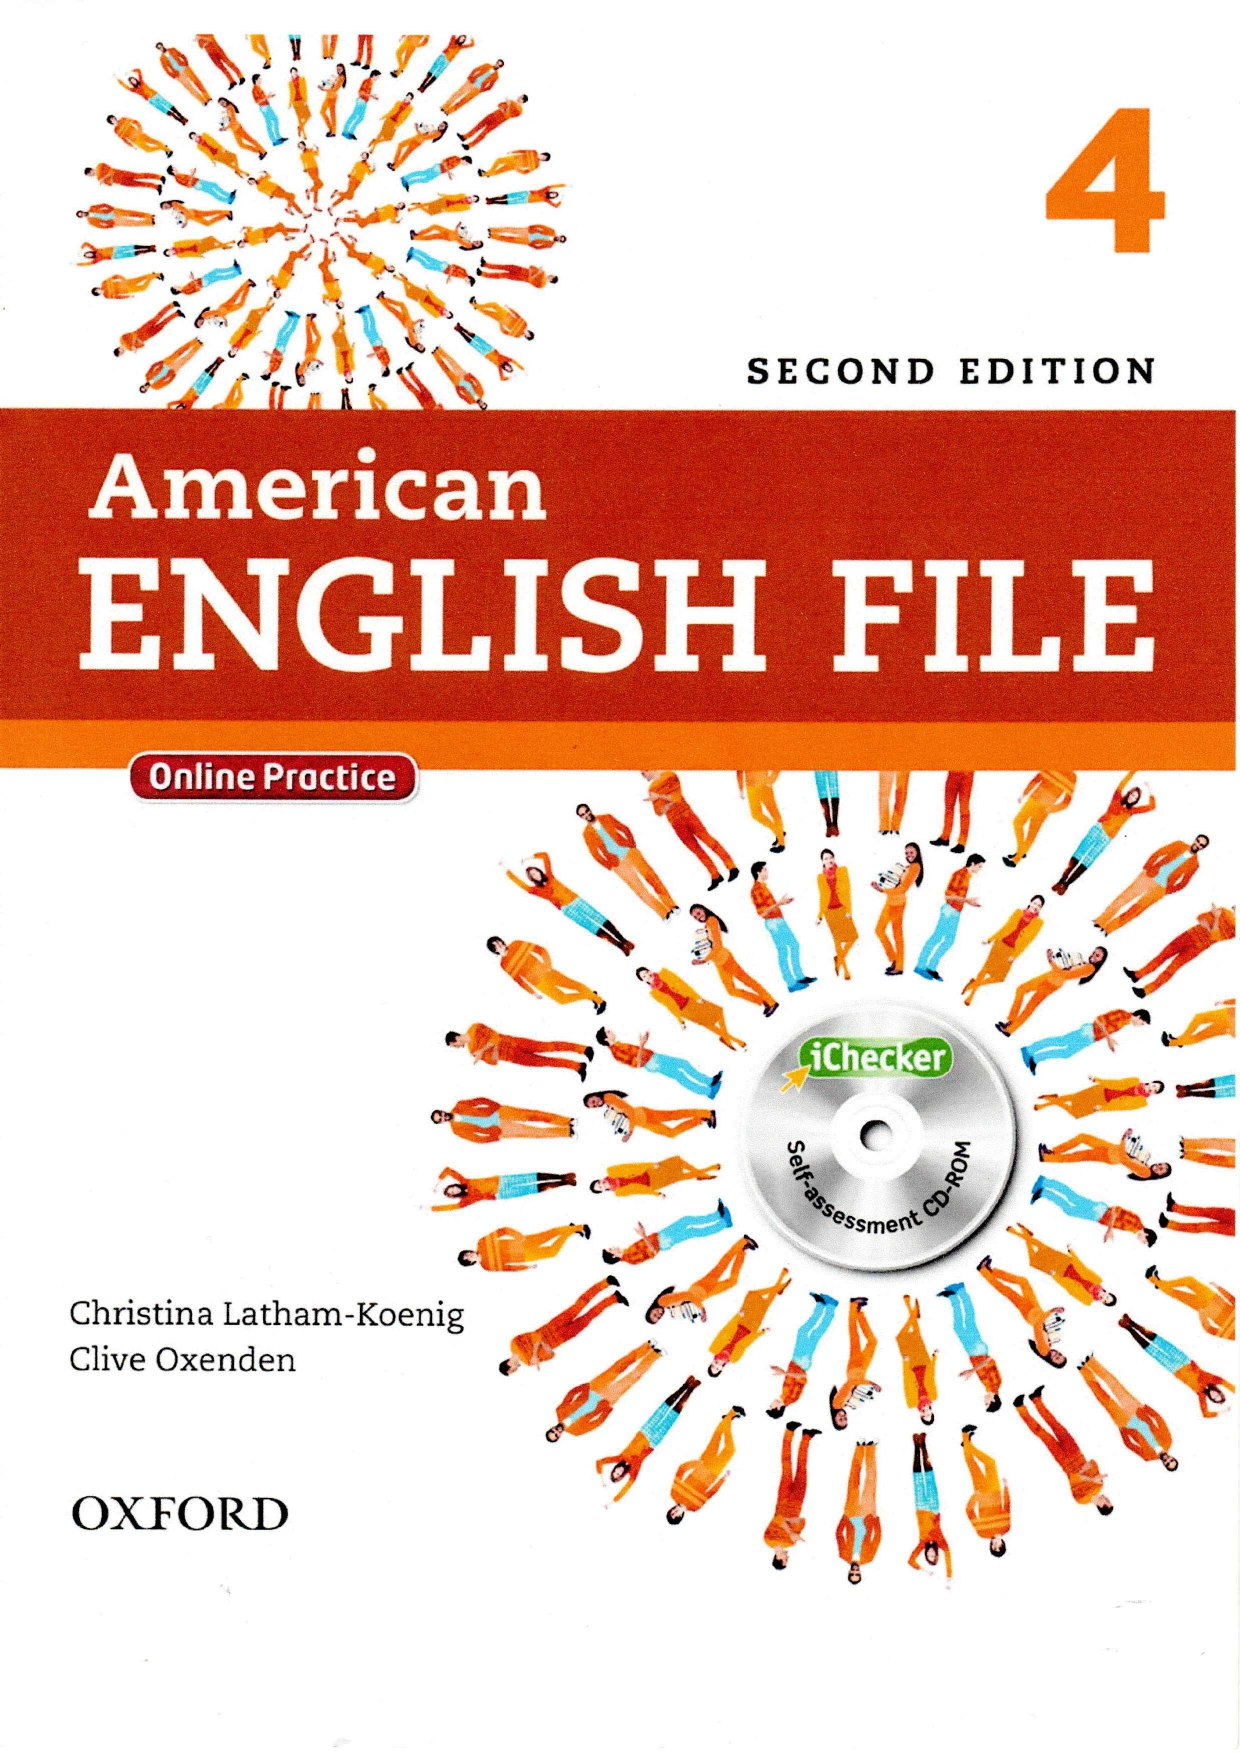 4
SECOND EDITION
American
ENGLISH FILE
Online Practice
iChecker
Self-assessment CD-ROM
Christina Latham-Koenig
Clive Oxenden
OXFORD